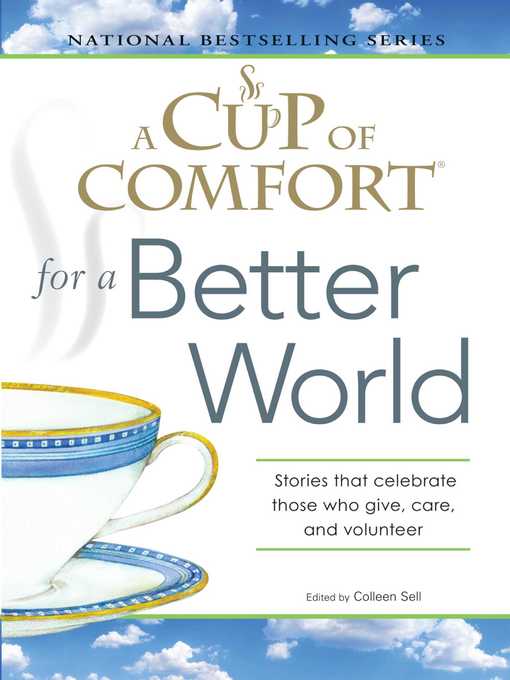 NATIONAL BESTSELLING SERIES
A CUP OF
COMFORT®
for a
Better
World
Stories that celebrate
those who give, care,
and volunteer
Edited by Colleen Sell